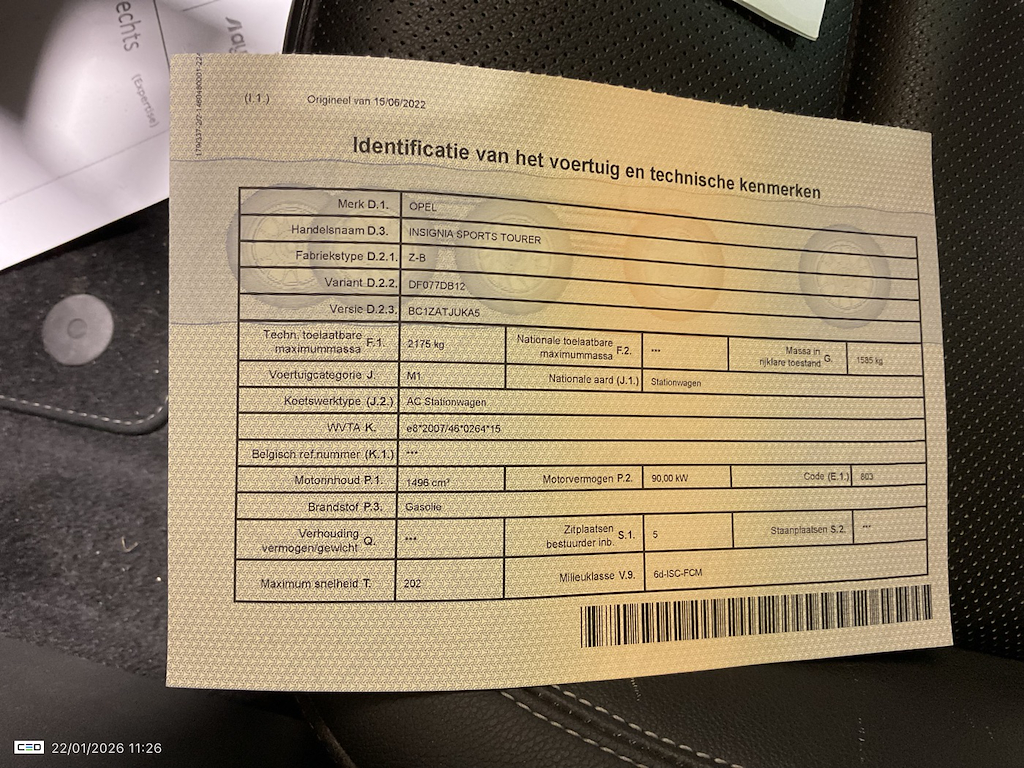 echts
(Expertise)
(I.1.) Origineel van 15/06/2022
Identificatie van het voertuig en technische kenmerken
Merk D.1. OPEL
Handelsnaam D.3. INSIGNIA SPORTS TOURER
Fabriekstype D.2.1. Z-B
Variant D.2.2. DF077DB12
Versie D.2.3. BC1ZATJUKA5
Techn. toelaatbare maximummassa F.1. 2175 kg Nationale toelaatbare maximummassa F.2. *** Massa in rijklare toestand G. 1585 kg
Voertuigcategorie J. M1 Nationale aard (J.1.) Stationwagen
Koetswerktype (J.2.) AC Stationwagen
WVTA K. e8*2007/46*0264*15
Belgisch ref.nummer (K.1.) ***
Motorinhoud P.1. 1496 cm³ Motorvermogen P.2. 90,00 kW Code (E.1.) 603
Brandstof P.3. Gasolie
Verhouding vermogen/gewicht Q. *** Zitplaatsen bestuurder inb. S.1. 5 Staanplaatsen S.2. ***
Maximum snelheid T. 202 Milieuklasse V.9. 6d-ISC-FCM
CEO 22/01/2026 11:26